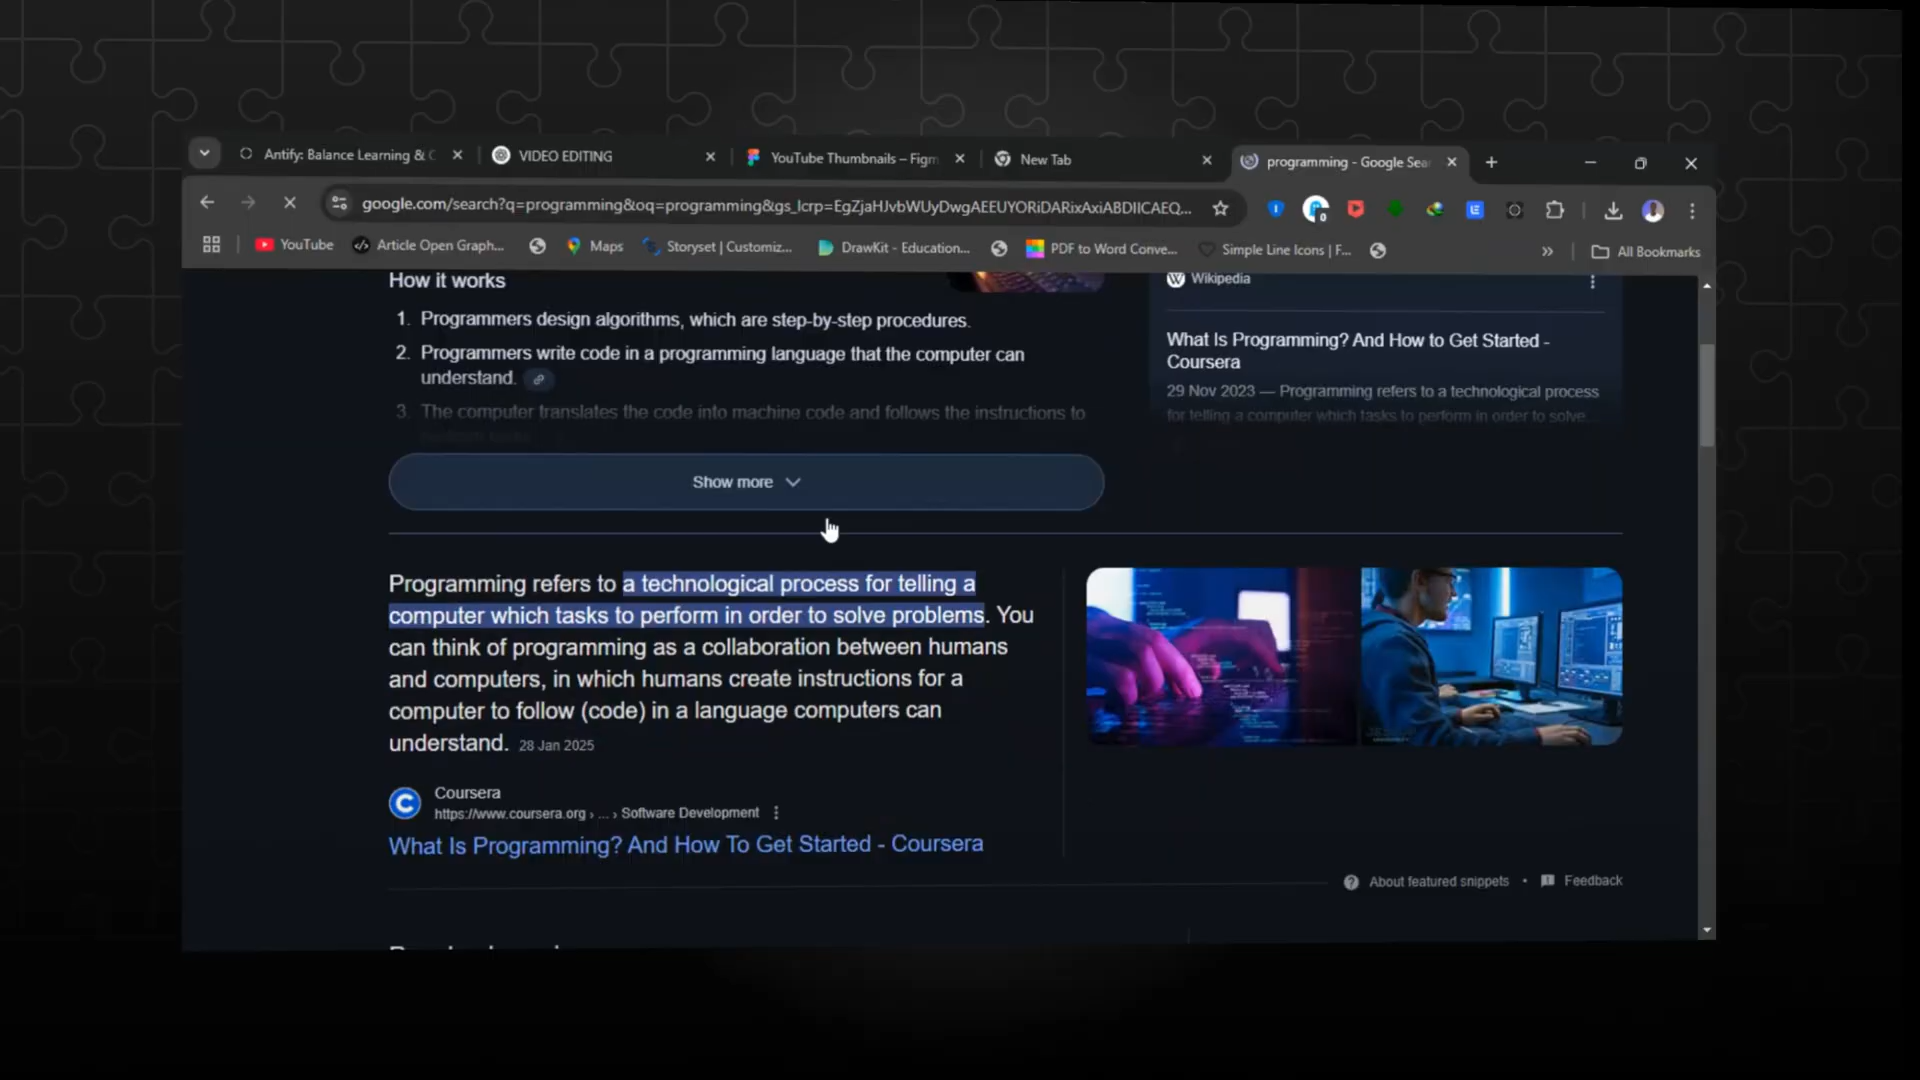 Antify: Balance Learning & C
VIDEO EDITING
YouTube Thumbnails – Figm
New Tab
programming - Google Sea
google.com/search?q=programming&oq=programming&gs_lcrp=EgZjaHJvbWUyDwgAEEUYORiDARixAxiABDIICAEQ...
YouTube
Article Open Graph...
Maps
Storyset | Customiz...
DrawKit - Education...
PDF to Word Conve...
Simple Line Icons | F...
All Bookmarks
How it works
1. Programmers design algorithms, which are step-by-step procedures.
2. Programmers write code in a programming language that the computer can
understand.
3. The computer translates the code into machine code and follows the instructions to
Show more
Wikipedia
What Is Programming? And How to Get Started -
Coursera
29 Nov 2023 — Programming refers to a technological process
for telling a computer which tasks to perform in order to solve...
Programming refers to a technological process for telling a
computer which tasks to perform in order to solve problems. You
can think of programming as a collaboration between humans
and computers, in which humans create instructions for a
computer to follow (code) in a language computers can
understand. 28 Jan 2025
Coursera
https://www.coursera.org › ... › Software Development
What Is Programming? And How To Get Started - Coursera
About featured snippets
Feedback